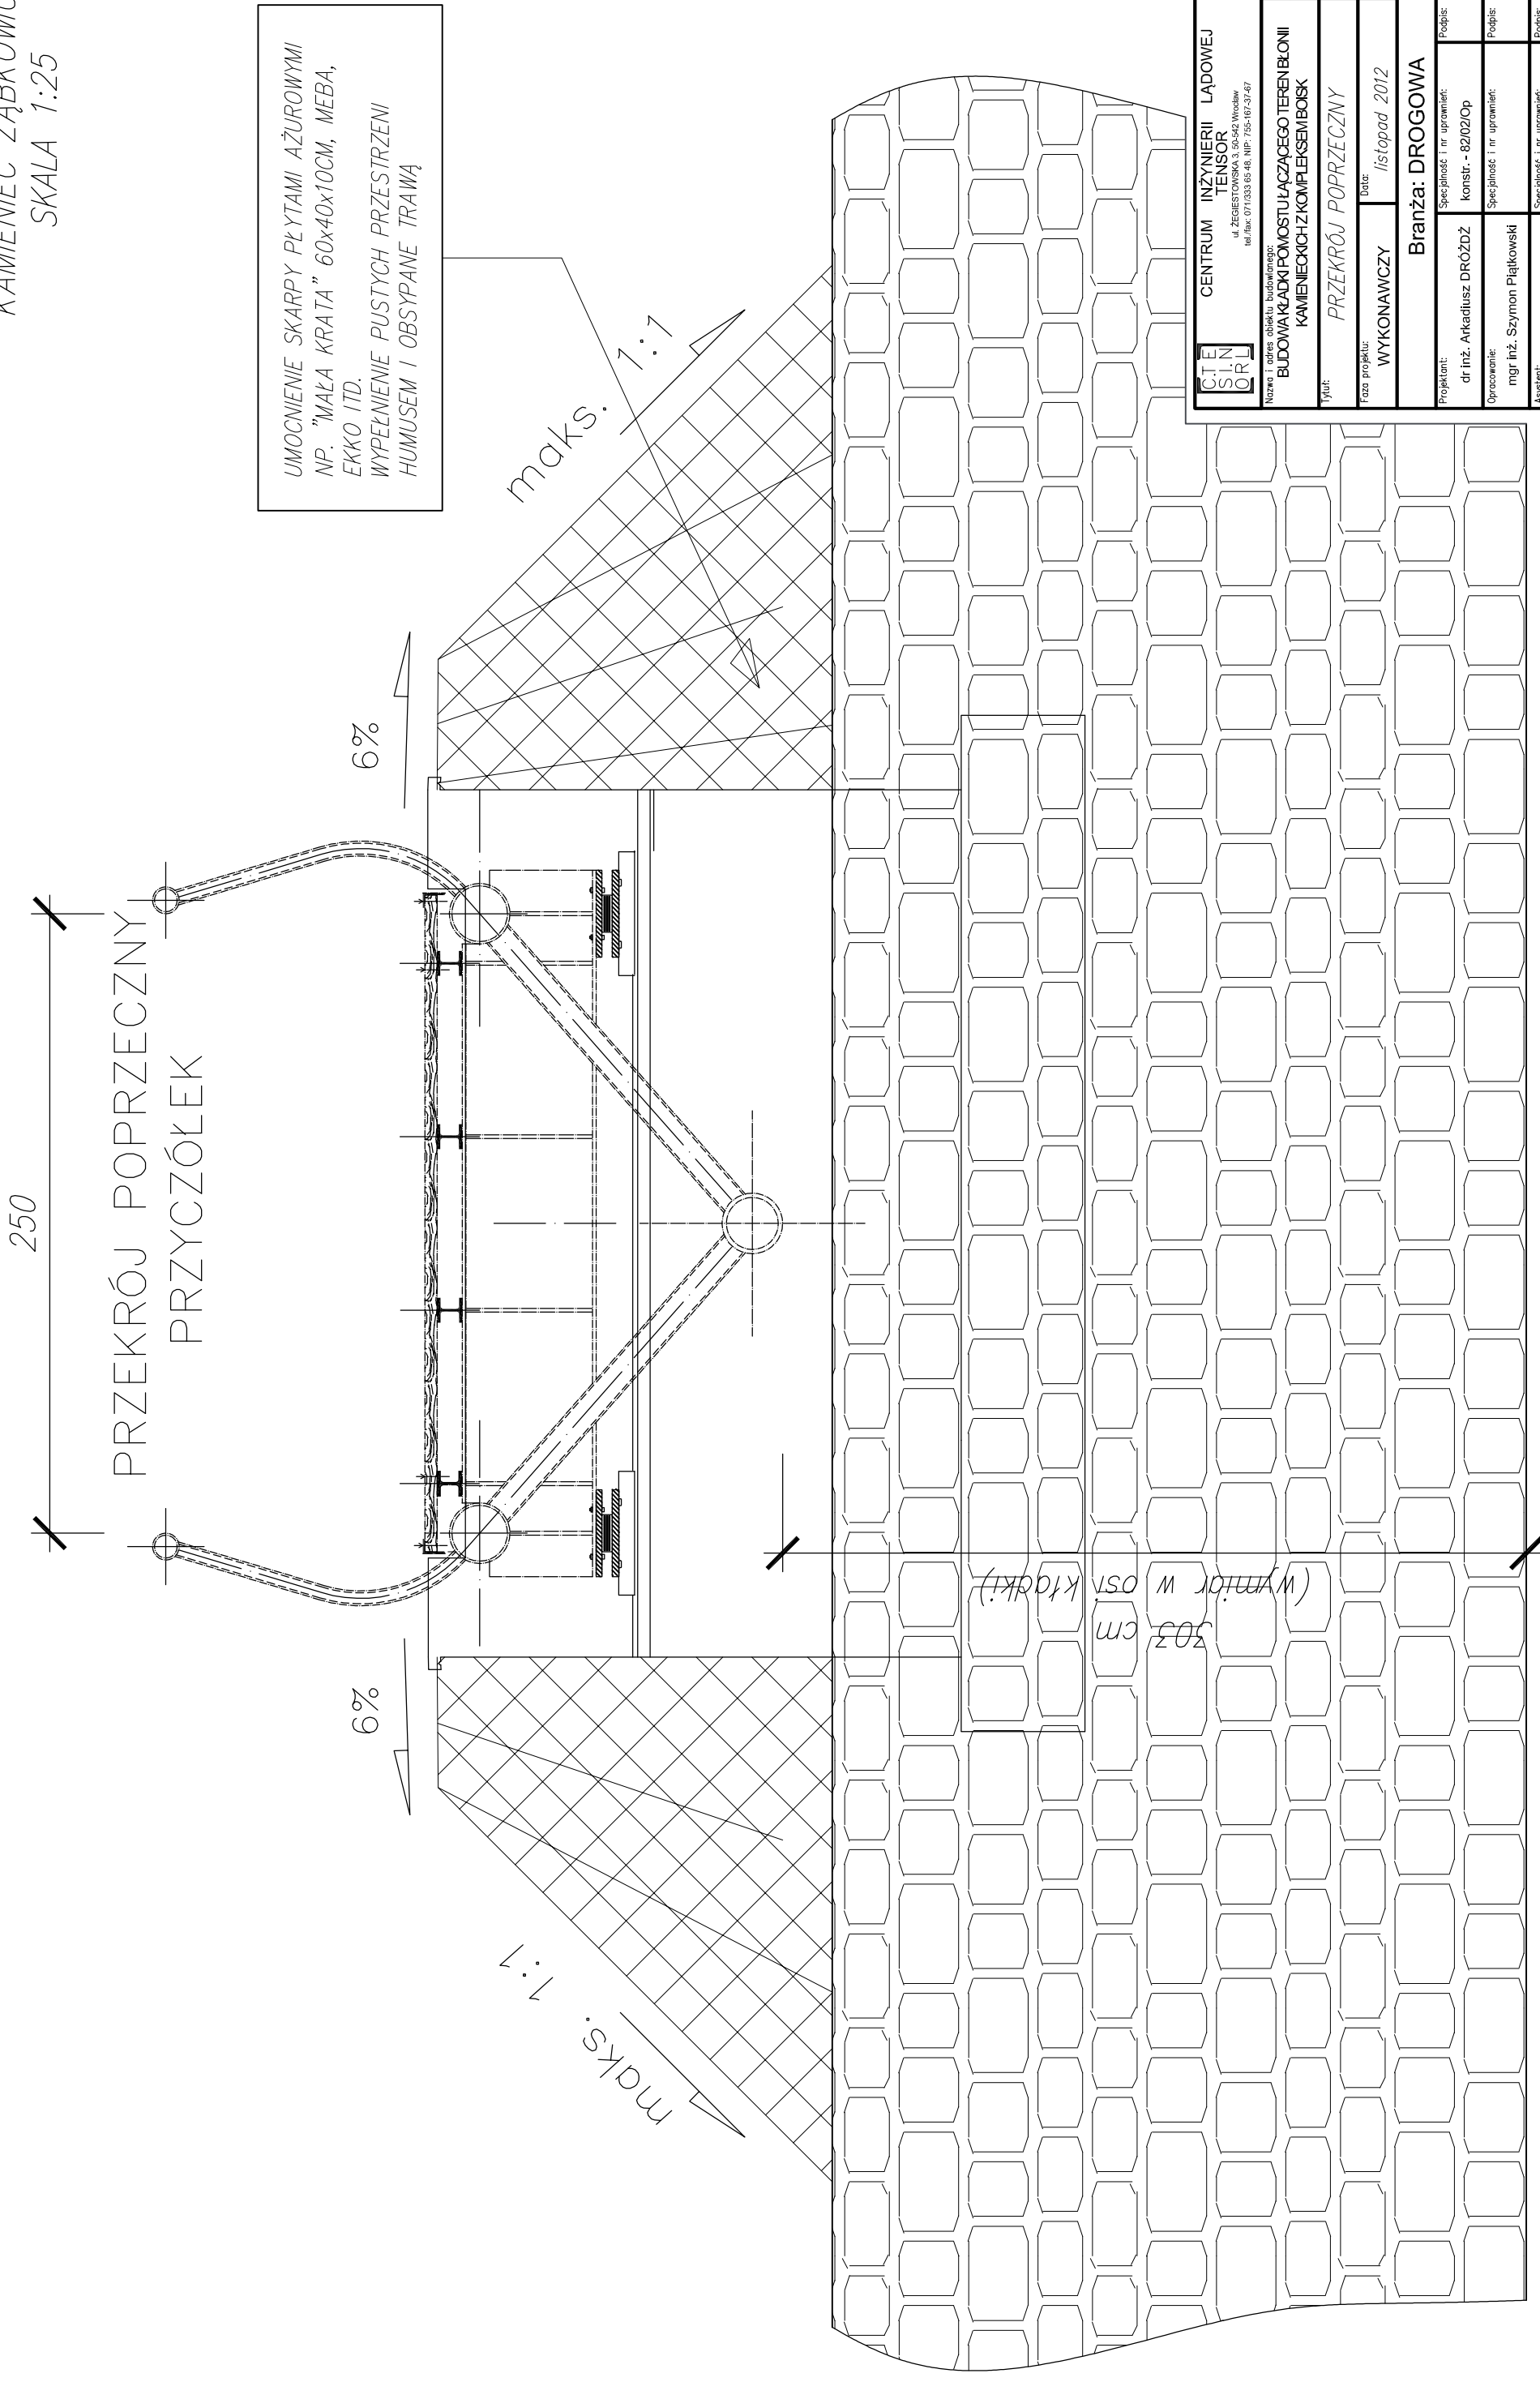 SKALA 1:25
250
PRZEKRÓJ POPRZECZNY
PRZYCZÓŁEK
UMOCNIENIE SKARPY PŁYTAMI AŻUROWYMI
NP. "MAŁA KRATA" 60x40x10CM, MEBA,
EKKO ITD.
WYPEŁNIENIE PUSTYCH PRZESTRZENI
HUMUSEM I OBSYPANE TRAWĄ
6%
6%
maks. 1:1
maks. 1:1
303 cm
(wymiar w osi kładki)
C.T E
S I.N
O R L
CENTRUM INŻYNIERII LĄDOWEJ
TENSOR
ul. ŻEGIESTOWSKA 3, 50-542 Wrocław
tel./fax: 071/333 65 48, NIP: 755-167-37-67
Nazwa i adres obiektu budowlanego:
BUDOWA KŁADKI POMOSTU ŁĄCZĄCEGO TEREN BŁONII
KAMIENIECKICH Z KOMPLEKSEM BOISK
Tytuł:
PRZEKRÓJ POPRZECZNY
Faza projektu:
WYKONAWCZY
Data:
listopad 2012
Branża: DROGOWA
Projektant:
dr inż. Arkadiusz DRÓŻDŻ
Specjalność i nr uprawnień:
konstr. - 82/02/Op
Podpis:
Opracowanie:
mgr inż. Szymon Piątkowski
Specjalność i nr uprawnień:
Podpis: